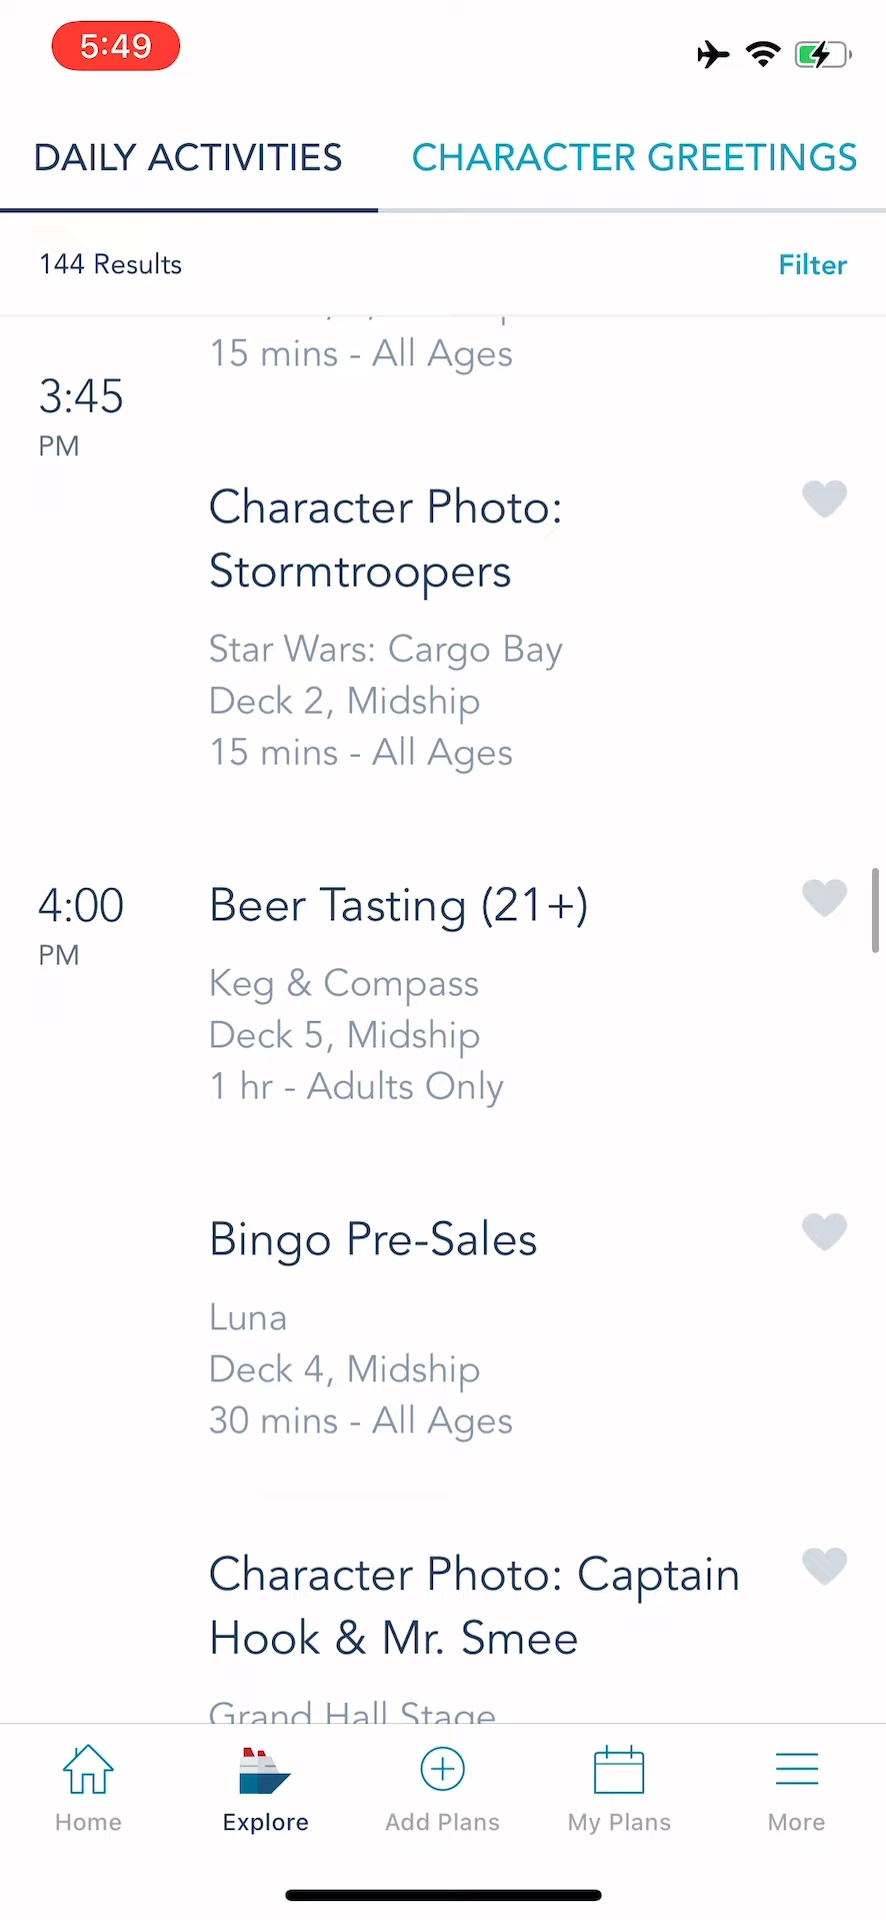 5:49
DAILY ACTIVITIES
CHARACTER GREETINGS
144 Results
Filter
15 mins - All Ages
3:45
PM
Character Photo:
Stormtroopers
Star Wars: Cargo Bay
Deck 2, Midship
15 mins - All Ages
4:00
PM
Beer Tasting (21+)
Keg & Compass
Deck 5, Midship
1 hr - Adults Only
Bingo Pre-Sales
Luna
Deck 4, Midship
30 mins - All Ages
Character Photo: Captain
Hook & Mr. Smee
Grand Hall Stage
Home
Explore
Add Plans
My Plans
More